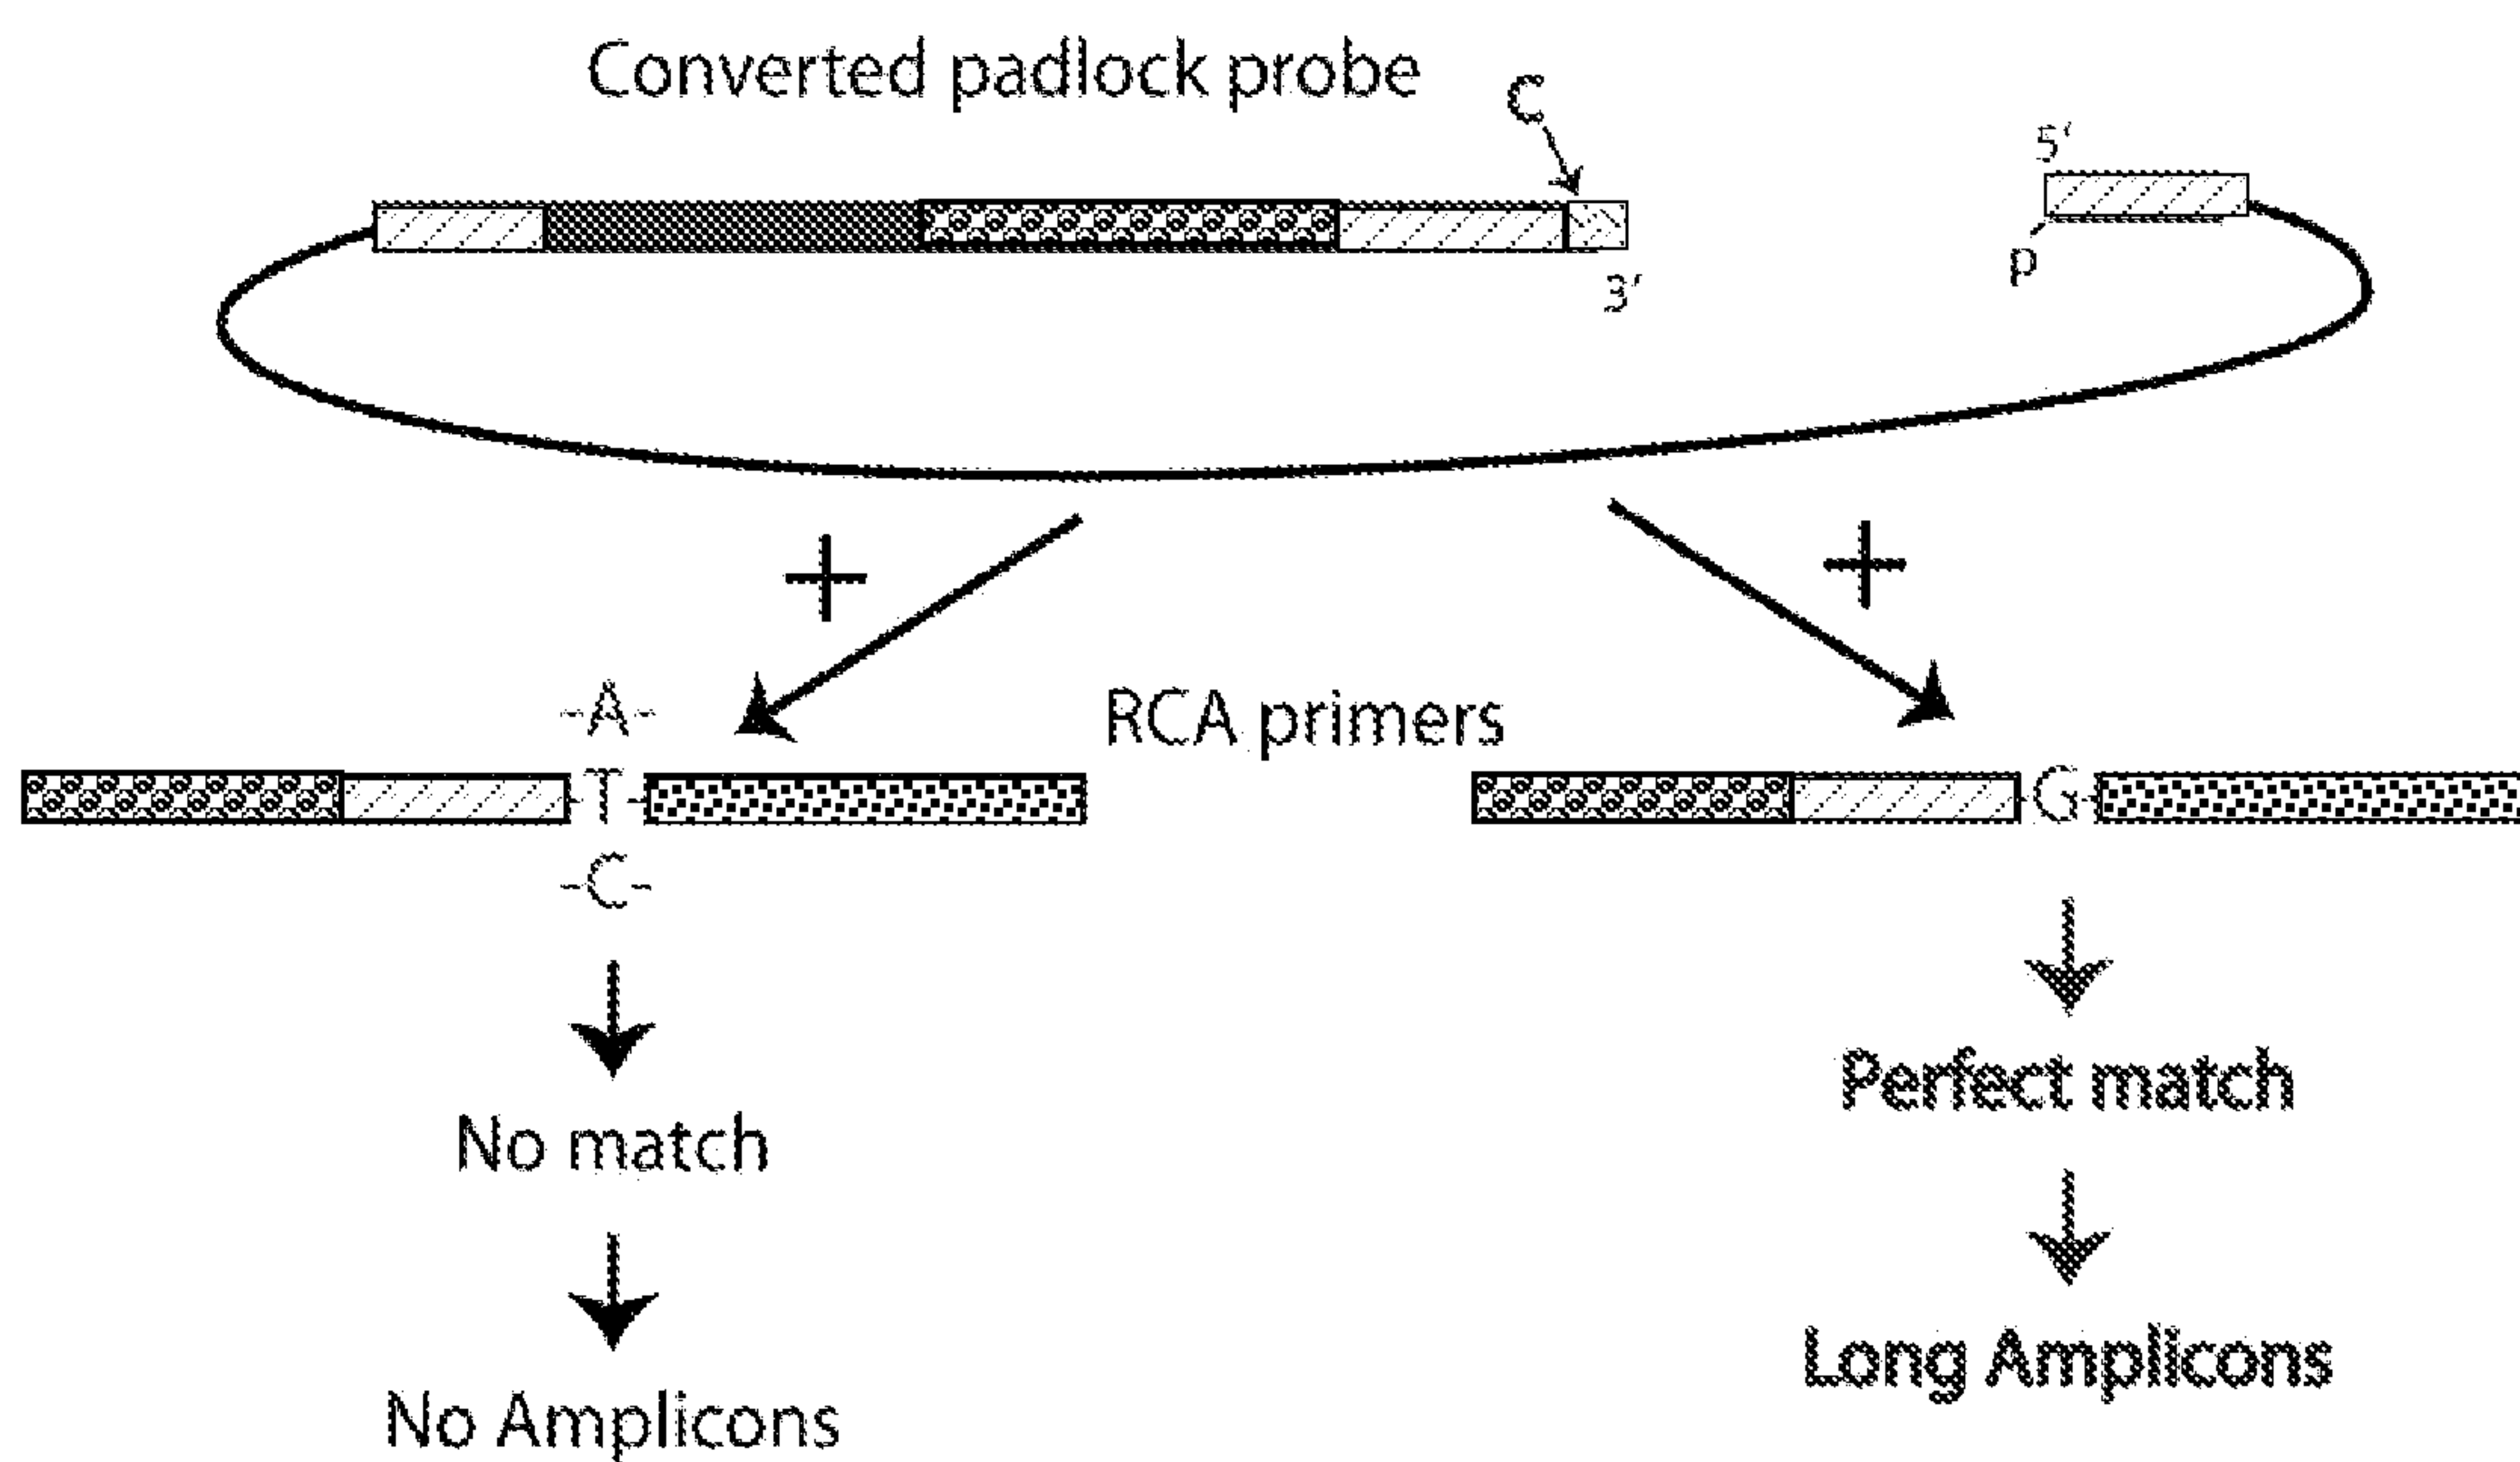 Converted padlock probe
C
5'
P
3'
+
+
-A-
RCA primers
-T-
-G-
-C-
No match
Perfect match
No Amplicons
Long Amplicons